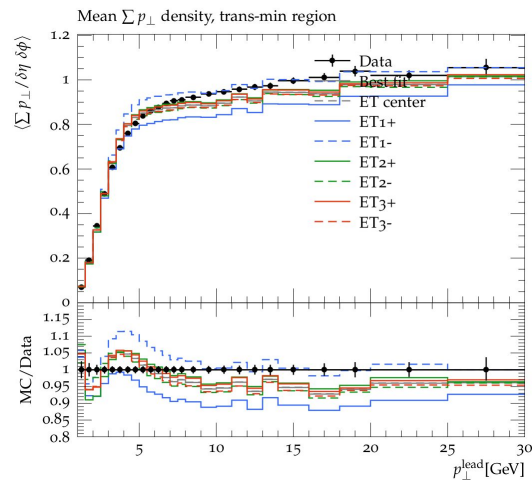 Mean ∑ p⊥ density, trans-min region
⟨∑ p⊥/δη δϕ⟩
1.2
1
0.8
0.6
0.4
0.2
0
Data
Best fit
ET center
ET1+
ET1-
ET2+
ET2-
ET3+
ET3-
MC/Data
1.15
1.1
1.05
1
0.95
0.9
0.85
0.8
5 10 15 20 25 30
p⊥^lead [GeV]